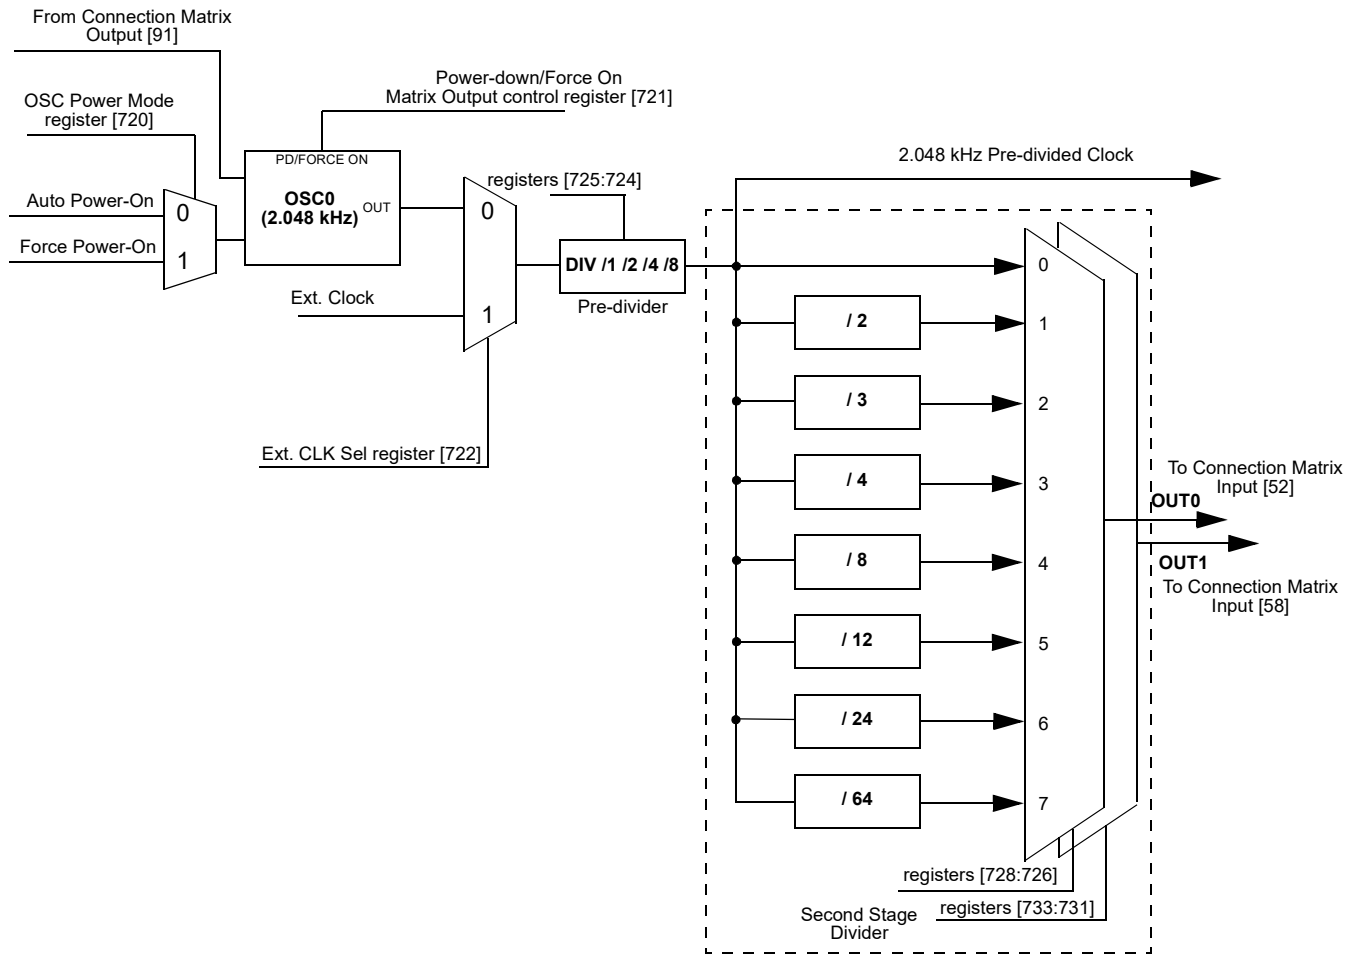 From Connection Matrix
Output [91]
OSC Power Mode
register [720]
Power-down/Force On
Matrix Output control register [721]
PD/FORCE ON
OSC0
(2.048 kHz)
OUT
Auto Power-On
Force Power-On
0
1
registers [725:724]
0
1
Ext. Clock
DIV /1 /2 /4 /8
Pre-divider
Ext. CLK Sel register [722]
2.048 kHz Pre-divided Clock
0
/ 2
1
/ 3
2
/ 4
3
/ 8
4
/ 12
5
/ 24
6
/ 64
7
To Connection Matrix
Input [52]
OUT0
OUT1
To Connection Matrix
Input [58]
registers [728:726]
registers [733:731]
Second Stage
Divider